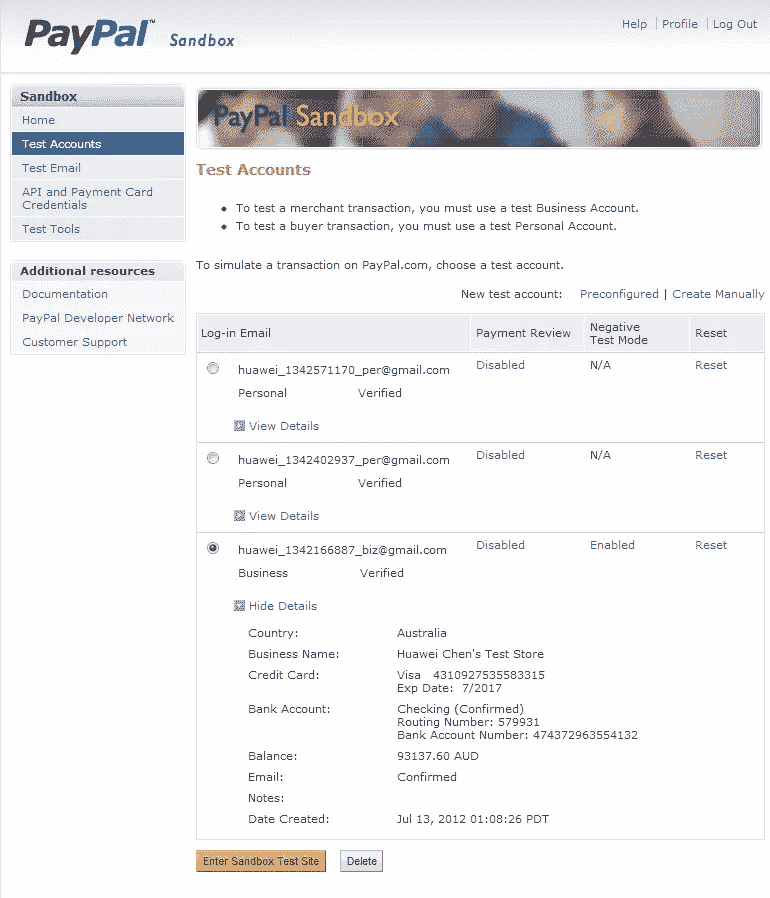 PayPal™ Sandbox
Help | Profile | Log Out
Sandbox
Home
Test Accounts
Test Email
API and Payment Card
Credentials
Test Tools
Additional resources
Documentation
PayPal Developer Network
Customer Support
PayPal Sandbox
Test Accounts
• To test a merchant transaction, you must use a test Business Account.
• To test a buyer transaction, you must use a test Personal Account.
To simulate a transaction on PayPal.com, choose a test account.
New test account: Preconfigured | Create Manually
Log-in Email Payment Review Negative Test Mode Reset
huawei_1342571170_per@gmail.com Disabled N/A Reset
Personal Verified
View Details
huawei_1342402937_per@gmail.com Disabled N/A Reset
Personal Verified
View Details
huawei_1342166887_biz@gmail.com Disabled Enabled Reset
Business Verified
Hide Details
Country: Australia
Business Name: Huawei Chen's Test Store
Credit Card: Visa 4310927535583315
Exp Date: 7/2017
Bank Account: Checking (Confirmed)
Routing Number: 579931
Bank Account Number: 474372963554132
Balance: 93137.60 AUD
Email: Confirmed
Notes:
Date Created: Jul 13, 2012 01:08:26 PDT
Enter Sandbox Test Site Delete